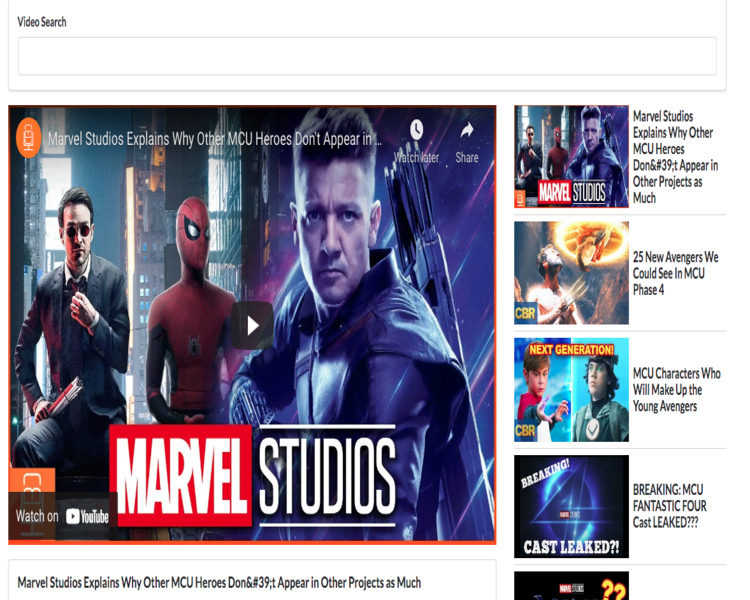 Video Search
Marvel Studios Explains Why Other MCU Heroes Don't Appear in ...
Watch later
Share
MARVEL STUDIOS
Watch on YouTube
Marvel Studios Explains Why Other MCU Heroes Don&#39;t Appear in Other Projects as Much
MARVEL STUDIOS
Marvel Studios
Explains Why Other
MCU Heroes
Don&#39;t Appear in
Other Projects as
Much
CBR
25 New Avengers We
Could See In MCU
Phase 4
NEXT GENERATION!
CBR
MCU Characters Who
Will Make Up the
Young Avengers
BREAKING!
MARVEL STUDIOS
CAST LEAKED?!
BREAKING: MCU
FANTASTIC FOUR
Cast LEAKED???
MARVEL STUDIOS
??